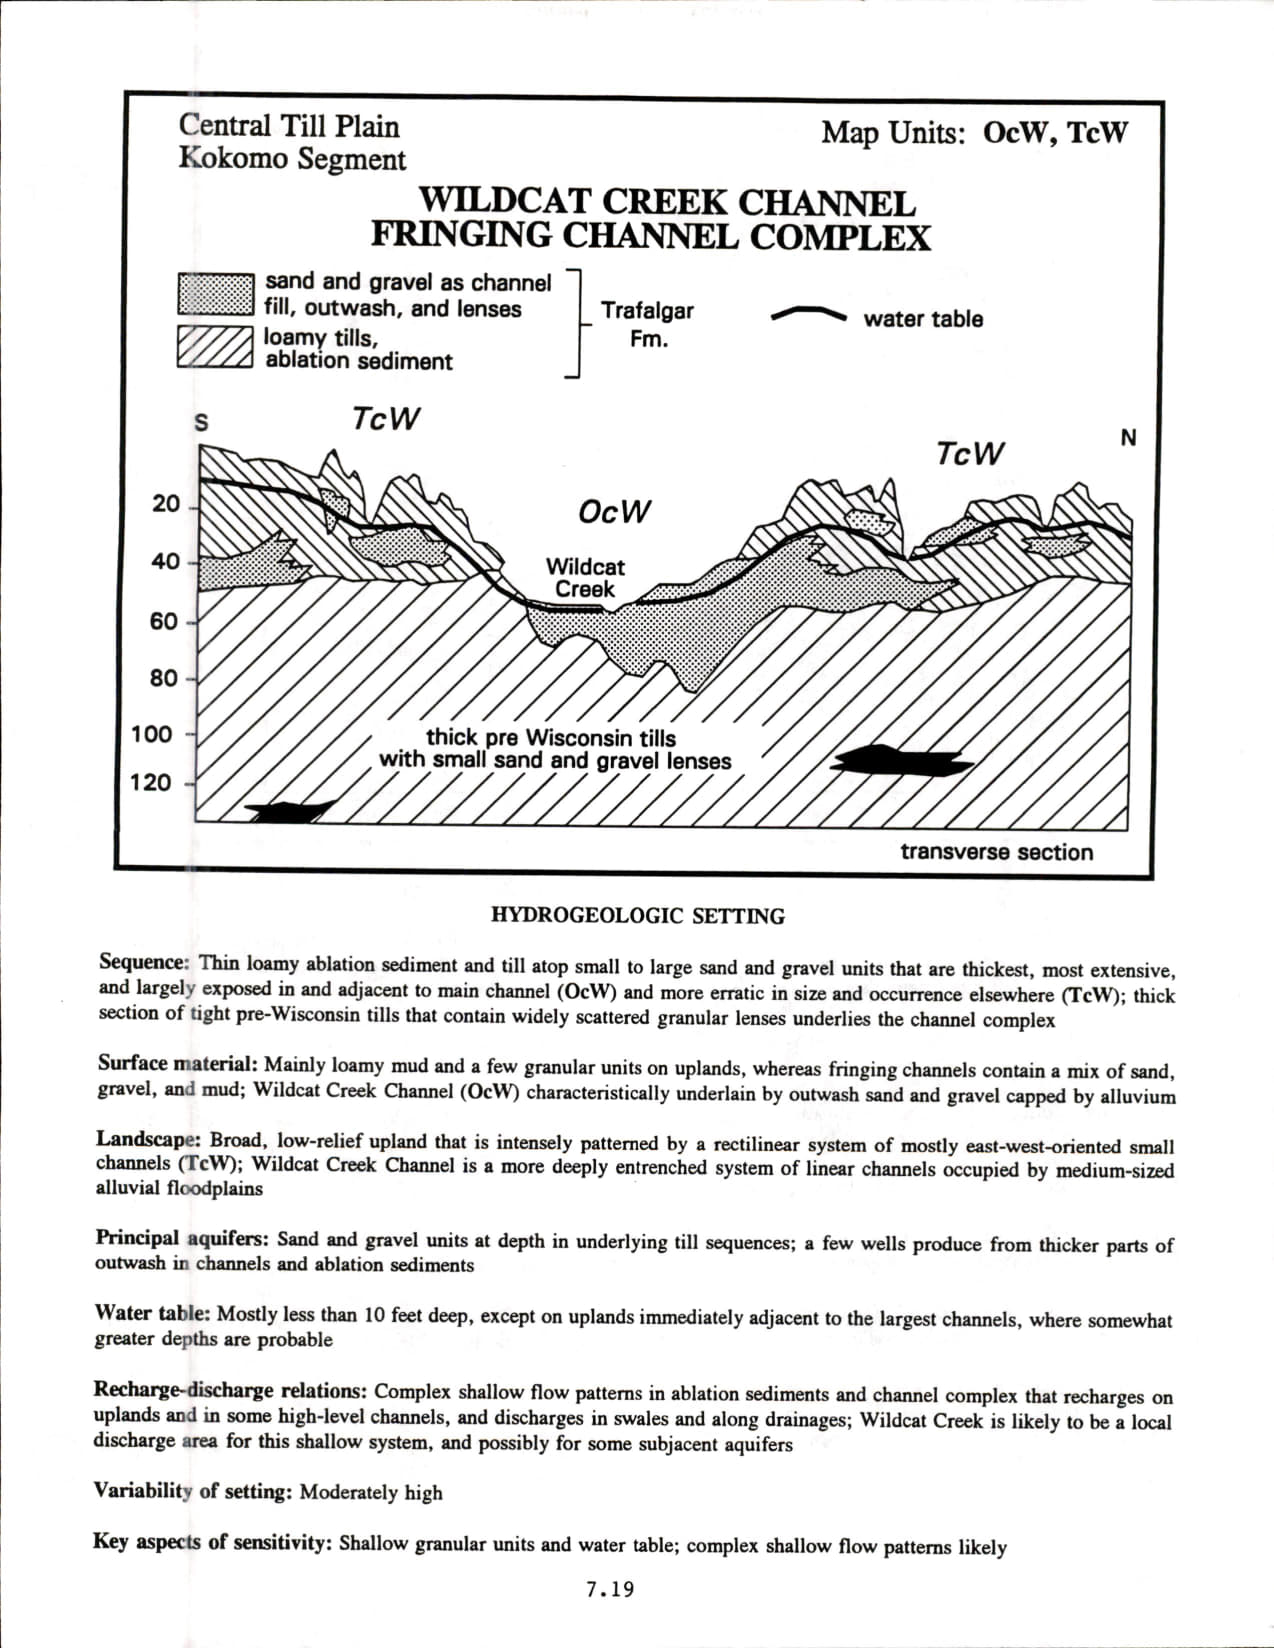 Central Till Plain
Kokomo Segment
Map Units: OcW, TcW
WILDCAT CREEK CHANNEL
FRINGING CHANNEL COMPLEX
sand and gravel as channel
fill, outwash, and lenses
loamy tills,
ablation sediment
Trafalgar
Fm.
water table
S
TcW
OcW
TcW
N
Wildcat
Creek
20
40
60
80
100
120
thick pre Wisconsin tills
with small sand and gravel lenses
transverse section
HYDROGEOLOGIC SETTING
Sequence: Thin loamy ablation sediment and till atop small to large sand and gravel units that are thickest, most extensive,
and largely exposed in and adjacent to main channel (OcW) and more erratic in size and occurrence elsewhere (TcW); thick
section of tight pre-Wisconsin tills that contain widely scattered granular lenses underlies the channel complex
Surface material: Mainly loamy mud and a few granular units on uplands, whereas fringing channels contain a mix of sand,
gravel, and mud; Wildcat Creek Channel (OcW) characteristically underlain by outwash sand and gravel capped by alluvium
Landscape: Broad, low-relief upland that is intensely patterned by a rectilinear system of mostly east-west-oriented small
channels (TcW); Wildcat Creek Channel is a more deeply entrenched system of linear channels occupied by medium-sized
alluvial floodplains
Principal aquifers: Sand and gravel units at depth in underlying till sequences; a few wells produce from thicker parts of
outwash in channels and ablation sediments
Water table: Mostly less than 10 feet deep, except on uplands immediately adjacent to the largest channels, where somewhat
greater depths are probable
Recharge-discharge relations: Complex shallow flow patterns in ablation sediments and channel complex that recharges on
uplands and in some high-level channels, and discharges in swales and along drainages; Wildcat Creek is likely to be a local
discharge area for this shallow system, and possibly for some subjacent aquifers
Variability of setting: Moderately high
Key aspects of sensitivity: Shallow granular units and water table; complex shallow flow patterns likely
7.19